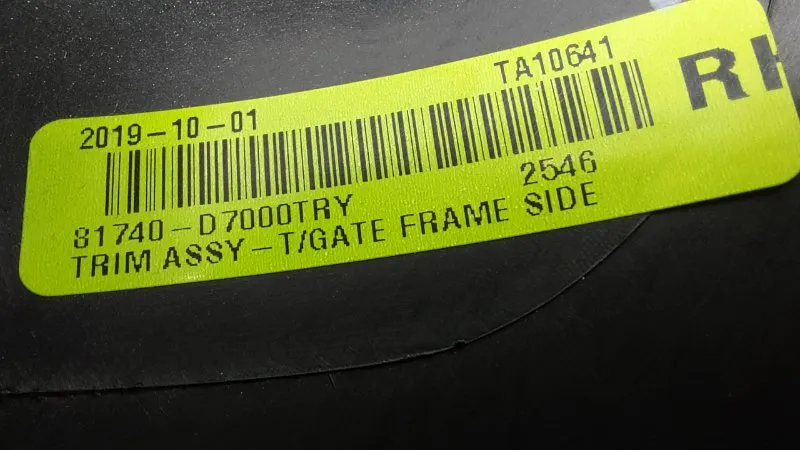 2019-10-01
TA10641
RH
81740-D7000TRY
2546
TRIM ASSY-T/GATE FRAME SIDE